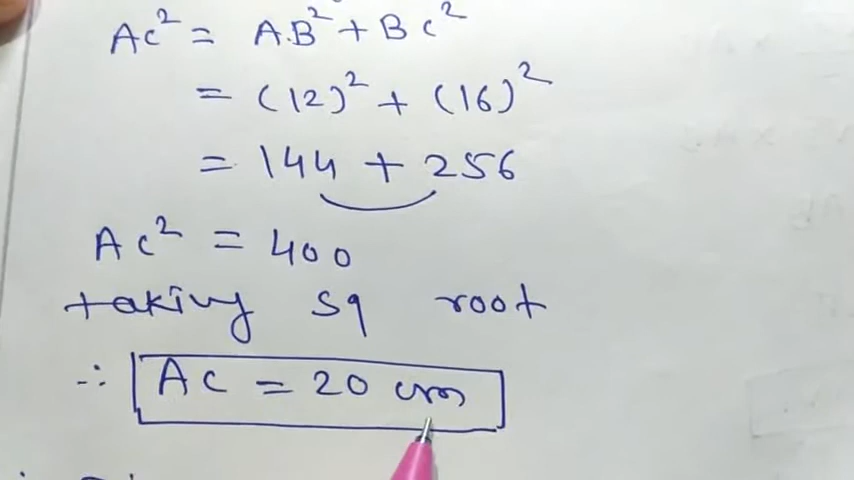 AC² = AB² + BC²
= (12)² + (16)²
= 144 + 256
AC² = 400
taking sq root
∴ AC = 20 cm